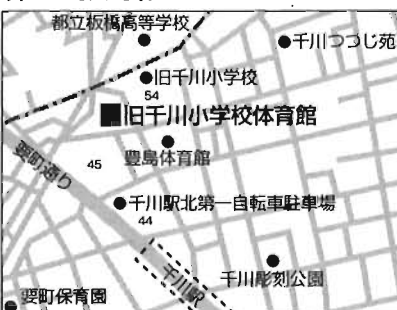 都立板橋高等学校
千川つつじ苑
旧千川小学校
54
旧千川小学校体育館
豊島体育館
45
要町通り
千川駅北第一自転車駐車場
44
千川駅
千川彫刻公園
要町保育園